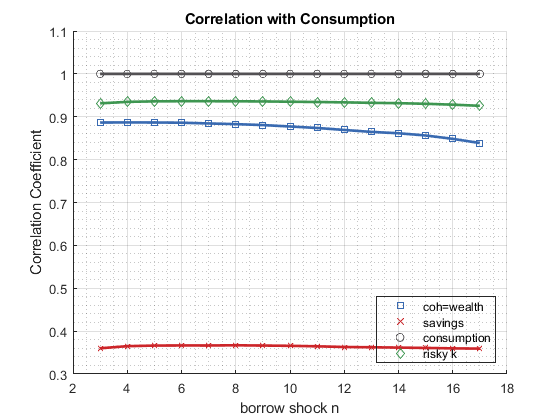 Correlation with Consumption
1.1
1
0.9
0.8
0.7
0.6
0.5
0.4
0.3
Correlation Coefficient
2
4
6
8
10
12
14
16
18
borrow shock n
coh=wealth
savings
consumption
risky k